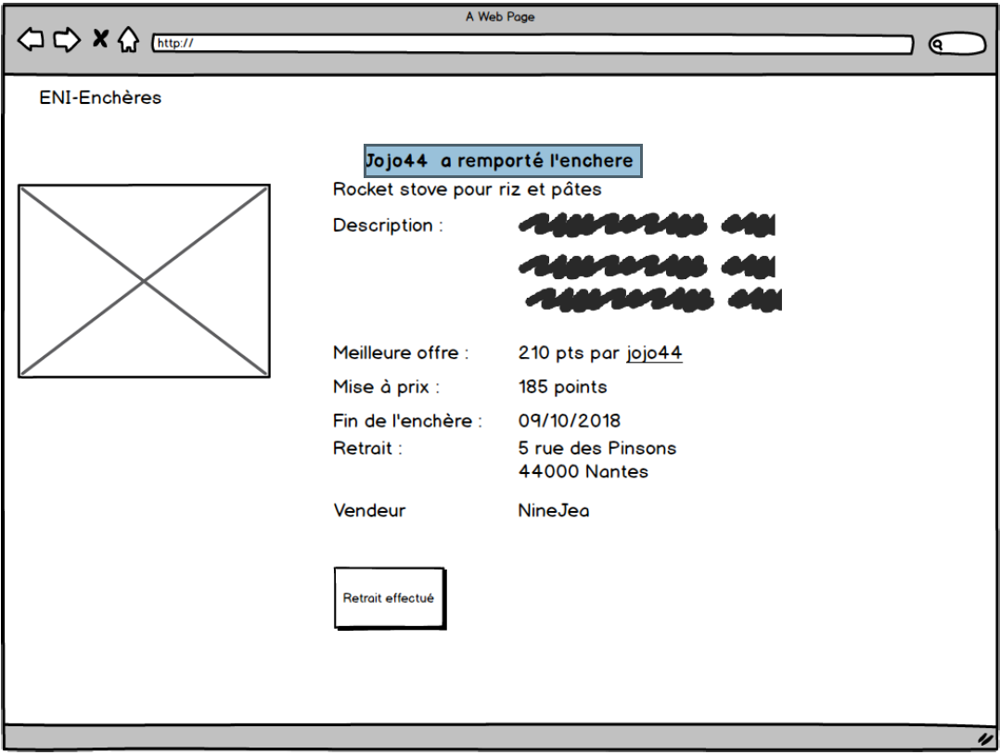 A Web Page
http://
ENI-Enchères
Jojo44 a remporté l'enchere
Rocket stove pour riz et pâtes
Description :
Meilleure offre : 210 pts par jojo44
Mise à prix : 185 points
Fin de l'enchère : 09/10/2018
Retrait : 5 rue des Pinsons
44000 Nantes
Vendeur NineJea
Retrait effectué